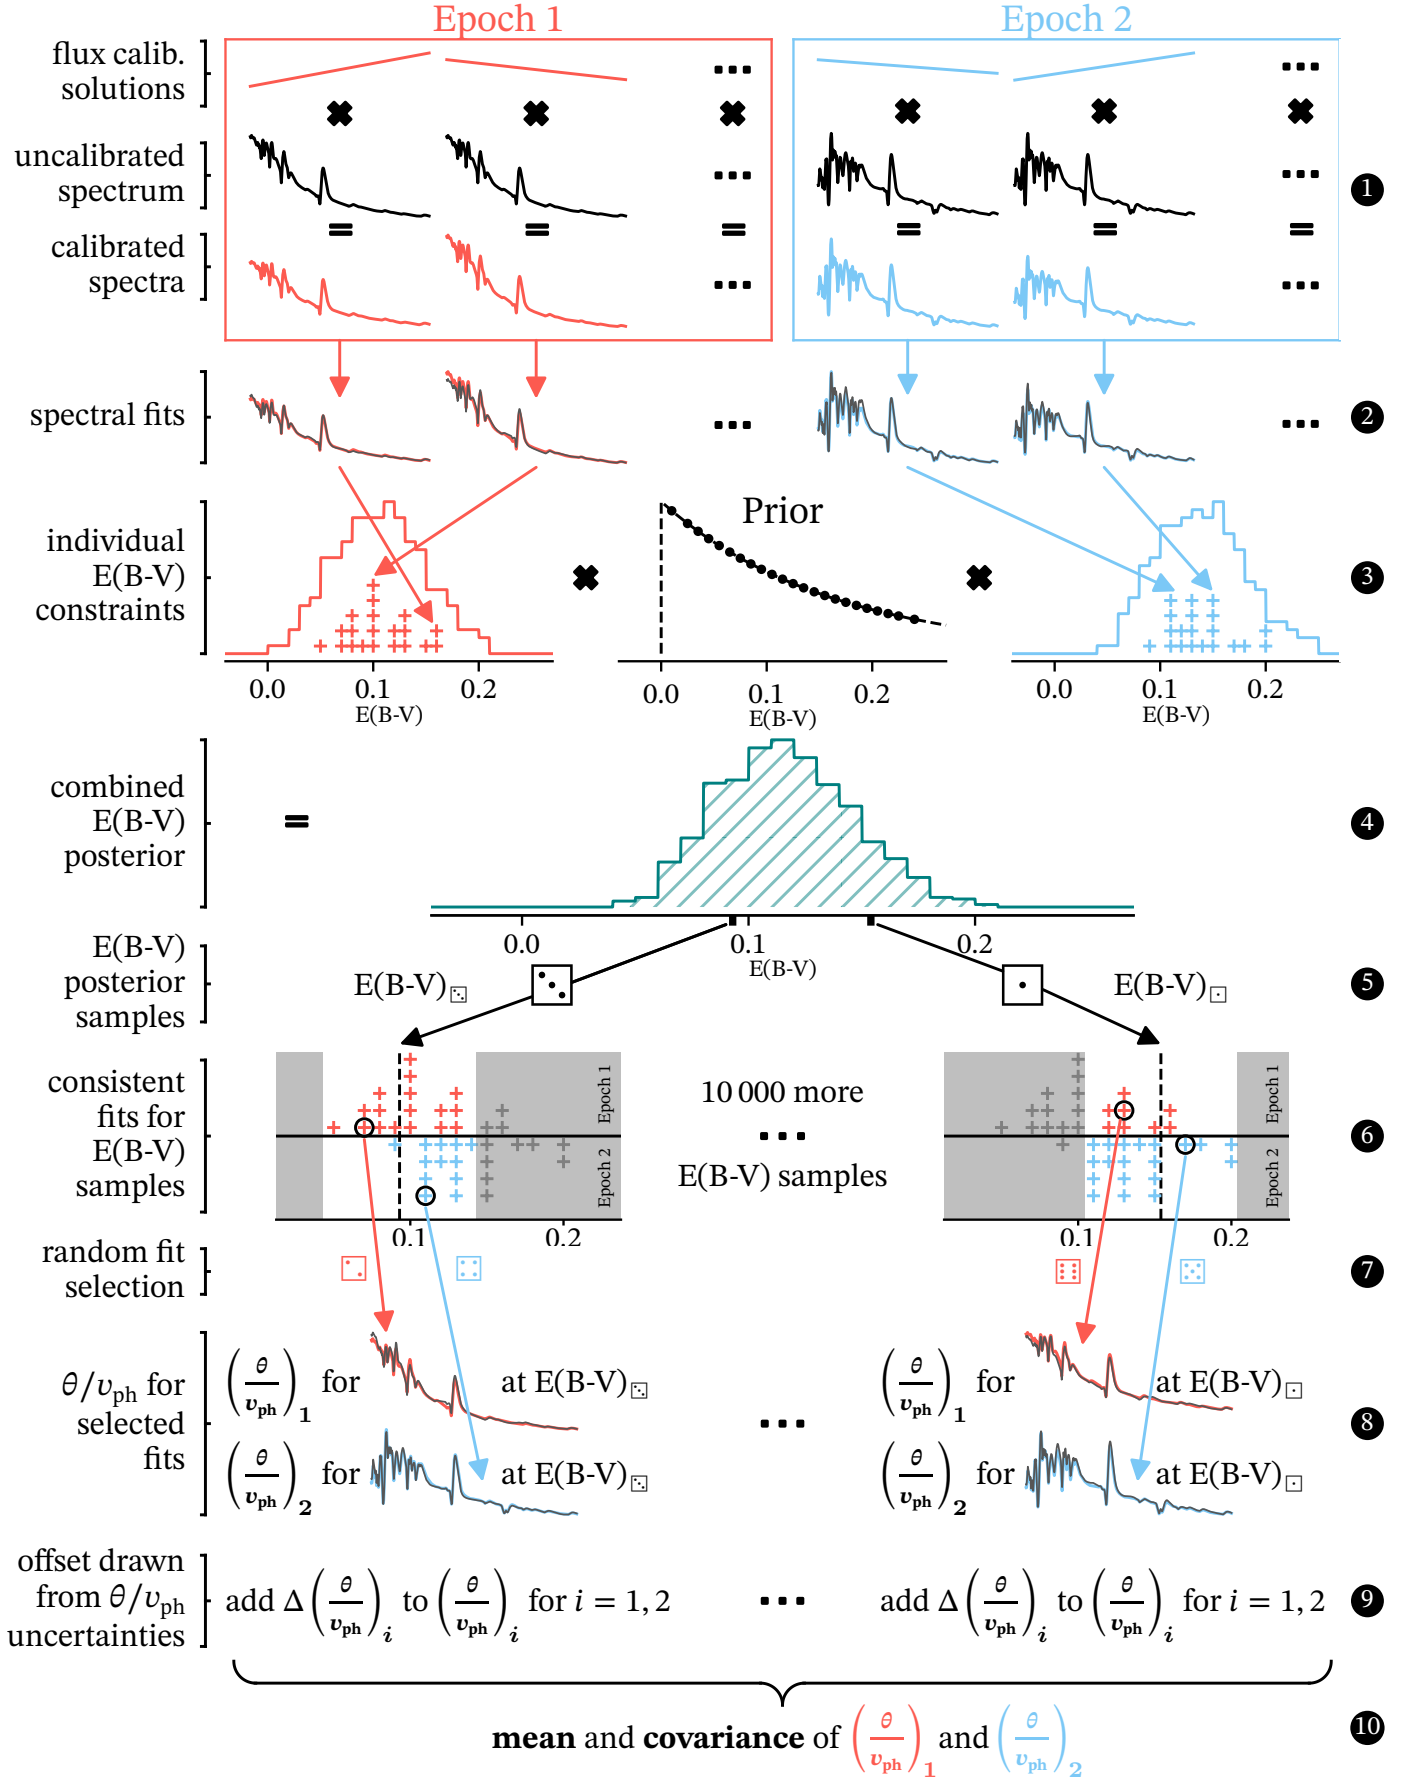 Epoch 1
Epoch 2
flux calib.
solutions
uncalibrated
spectrum
1
calibrated
spectra
spectral fits
2
individual
E(B-V)
constraints
Prior
3
0.0 0.1 0.2
E(B-V)
0.0 0.1 0.2
E(B-V)
0.0 0.1 0.2
E(B-V)
combined
E(B-V)
posterior
=
4
0.0 0.1 0.2
E(B-V)
E(B-V)
posterior
samples
E(B-V)⚂
E(B-V)⚀
5
consistent
fits for
E(B-V)
samples
Epoch 1
Epoch 2
0.1 0.2
10 000 more
...
E(B-V) samples
Epoch 1
Epoch 2
0.1 0.2
6
random fit
selection
7
θ/v_ph for
selected
fits
(θ/v_ph)_1 for at E(B-V)⚂
(θ/v_ph)_2 for at E(B-V)⚂
...
(θ/v_ph)_1 for at E(B-V)⚀
(θ/v_ph)_2 for at E(B-V)⚀
8
offset drawn
from θ/v_ph
uncertainties
add Δ(θ/v_ph)_i to (θ/v_ph)_i for i = 1, 2
...
add Δ(θ/v_ph)_i to (θ/v_ph)_i for i = 1, 2
9
mean and covariance of (θ/v_ph)_1 and (θ/v_ph)_2
10